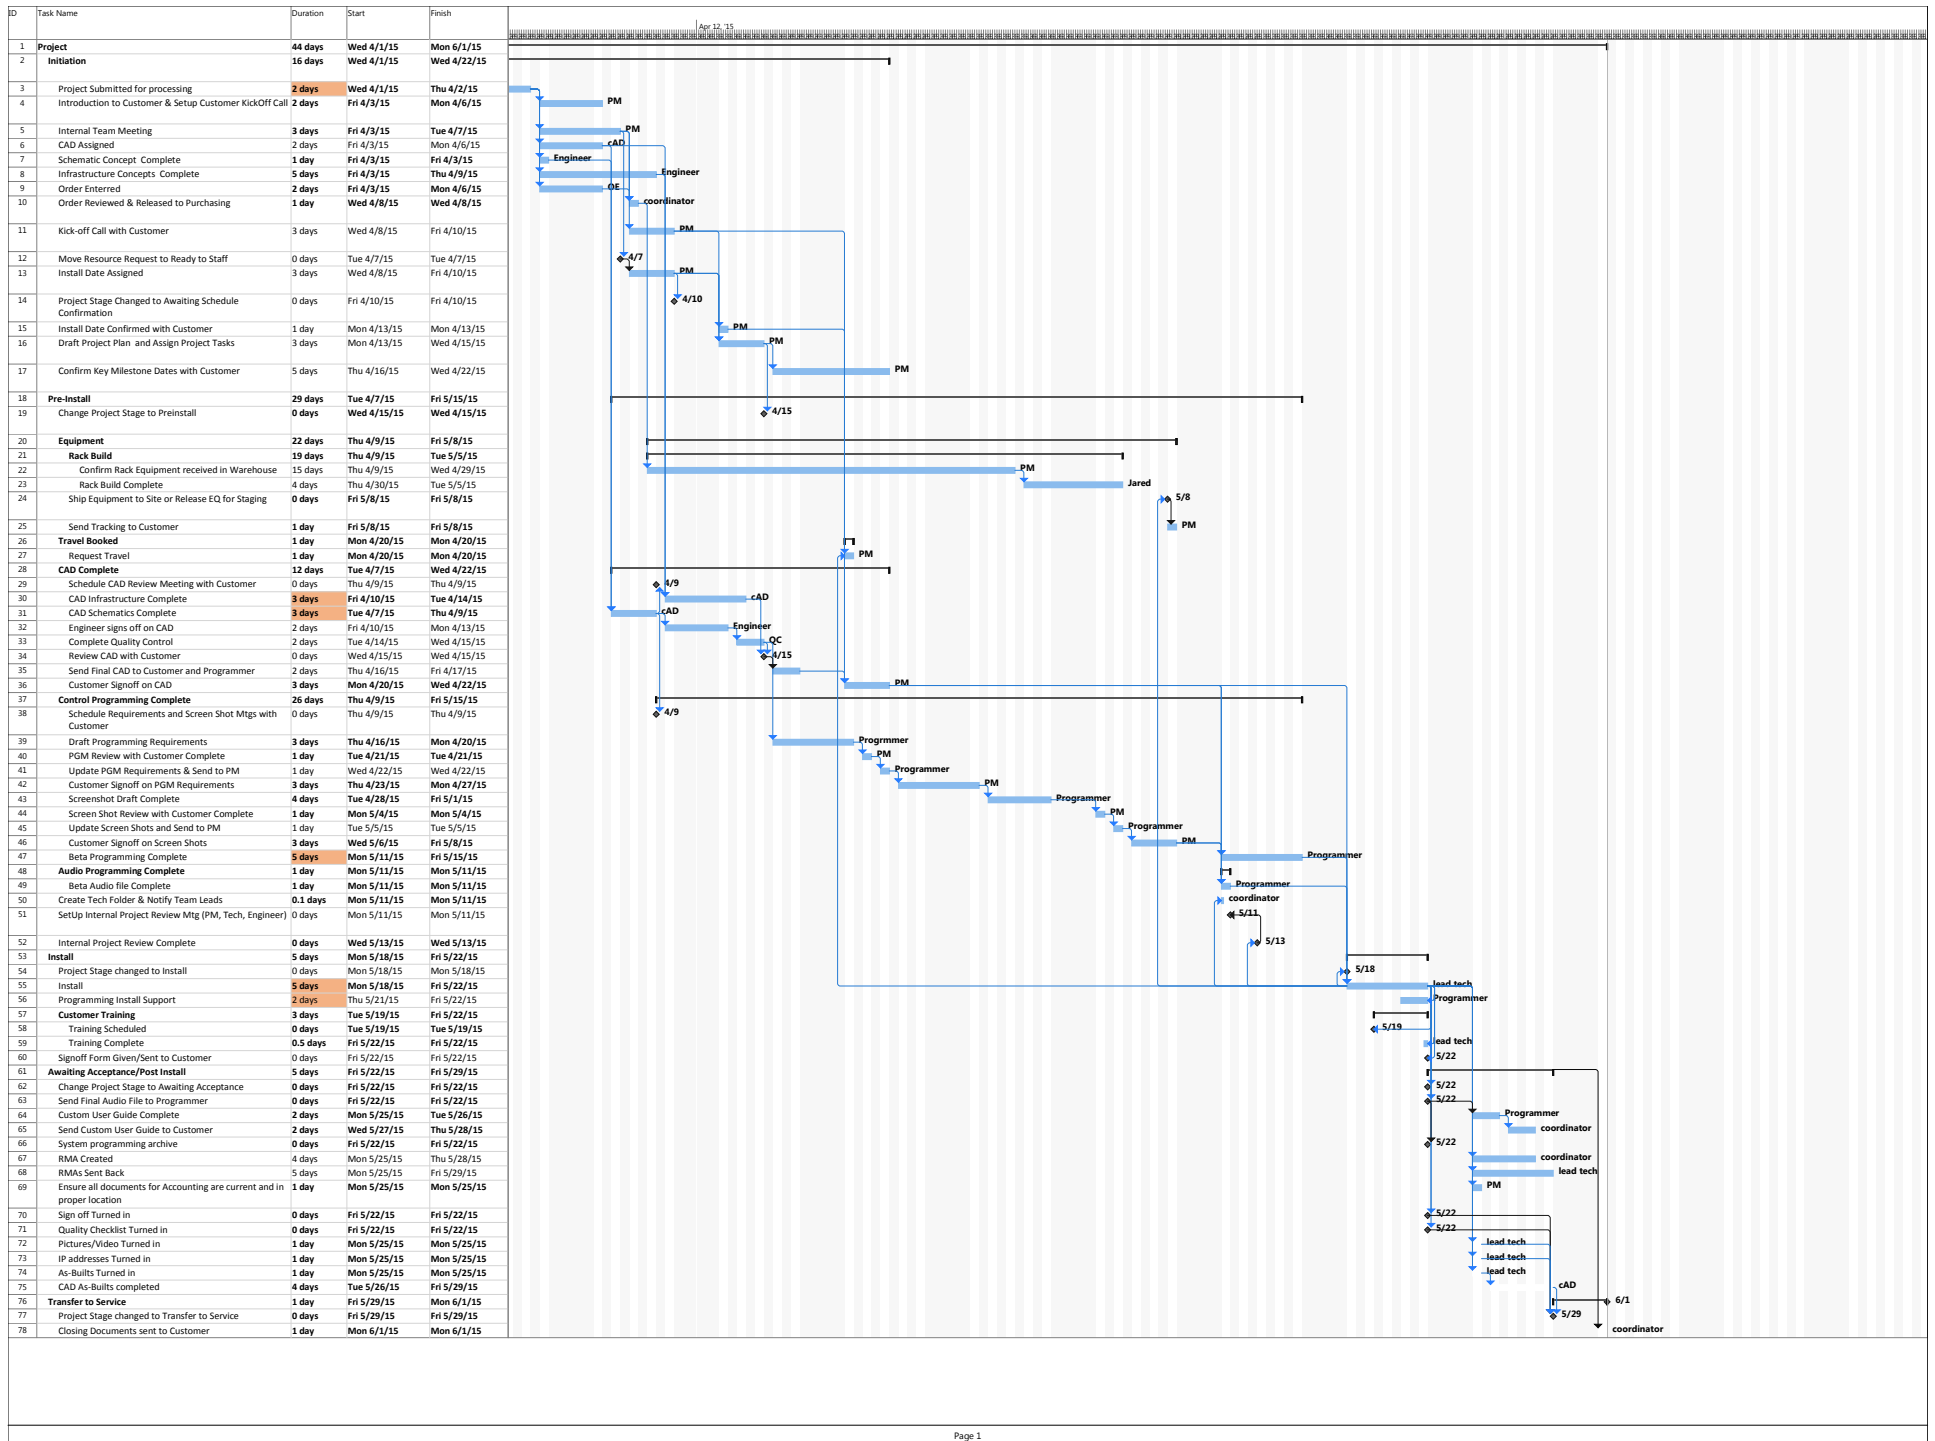 ID Task Name Duration Start Finish
Apr 12, '15
1 Project 44 days Wed 4/1/15 Mon 6/1/15
2 Initiation 16 days Wed 4/1/15 Wed 4/22/15
3 Project Submitted for processing 2 days Wed 4/1/15 Thu 4/2/15
4 Introduction to Customer & Setup Customer KickOff Call 2 days Fri 4/3/15 Mon 4/6/15 PM
5 Internal Team Meeting 3 days Fri 4/3/15 Tue 4/7/15 PM
6 CAD Assigned 2 days Fri 4/3/15 Mon 4/6/15 cAD
7 Schematic Concept Complete 1 day Fri 4/3/15 Fri 4/3/15 Engineer
8 Infrastructure Concepts Complete 5 days Fri 4/3/15 Thu 4/9/15 Engineer
9 Order Enterred 2 days Fri 4/3/15 Mon 4/6/15 OE
10 Order Reviewed & Released to Purchasing 1 day Wed 4/8/15 Wed 4/8/15 coordinator
11 Kick-off Call with Customer 3 days Wed 4/8/15 Fri 4/10/15 PM
12 Move Resource Request to Ready to Staff 0 days Tue 4/7/15 Tue 4/7/15 4/7
13 Install Date Assigned 3 days Wed 4/8/15 Fri 4/10/15 PM
14 Project Stage Changed to Awaiting Schedule 0 days Fri 4/10/15 Fri 4/10/15 4/10
Confirmation
15 Install Date Confirmed with Customer 1 day Mon 4/13/15 Mon 4/13/15 PM
16 Draft Project Plan and Assign Project Tasks 3 days Mon 4/13/15 Wed 4/15/15 PM
17 Confirm Key Milestone Dates with Customer 5 days Thu 4/16/15 Wed 4/22/15 PM
18 Pre-Install 29 days Tue 4/7/15 Fri 5/15/15
19 Change Project Stage to Preinstall 0 days Wed 4/15/15 Wed 4/15/15 4/15
20 Equipment 22 days Thu 4/9/15 Fri 5/8/15
21 Rack Build 19 days Thu 4/9/15 Tue 5/5/15
22 Confirm Rack Equipment received in Warehouse 15 days Thu 4/9/15 Wed 4/29/15 PM
23 Rack Build Complete 4 days Thu 4/30/15 Tue 5/5/15 Jared
24 Ship Equipment to Site or Release EQ for Staging 0 days Fri 5/8/15 Fri 5/8/15 5/8
25 Send Tracking to Customer 1 day Fri 5/8/15 Fri 5/8/15 PM
26 Travel Booked 1 day Mon 4/20/15 Mon 4/20/15
27 Request Travel 1 day Mon 4/20/15 Mon 4/20/15 PM
28 CAD Complete 12 days Tue 4/7/15 Wed 4/22/15
29 Schedule CAD Review Meeting with Customer 0 days Thu 4/9/15 Thu 4/9/15 4/9
30 CAD Infrastructure Complete 3 days Fri 4/10/15 Tue 4/14/15 cAD
31 CAD Schematics Complete 3 days Tue 4/7/15 Thu 4/9/15 cAD
32 Engineer signs off on CAD 2 days Fri 4/10/15 Mon 4/13/15 Engineer
33 Complete Quality Control 2 days Tue 4/14/15 Wed 4/15/15 QC
34 Review CAD with Customer 0 days Wed 4/15/15 Wed 4/15/15 4/15
35 Send Final CAD to Customer and Programmer 2 days Thu 4/16/15 Fri 4/17/15
36 Customer Signoff on CAD 3 days Mon 4/20/15 Wed 4/22/15 PM
37 Control Programming Complete 26 days Thu 4/9/15 Fri 5/15/15
38 Schedule Requirements and Screen Shot Mtgs with 0 days Thu 4/9/15 Thu 4/9/15 4/9
Customer
39 Draft Programming Requirements 3 days Thu 4/16/15 Mon 4/20/15 Progrmmer
40 PGM Review with Customer Complete 1 day Tue 4/21/15 Tue 4/21/15 PM
41 Update PGM Requirements & Send to PM 1 day Wed 4/22/15 Wed 4/22/15 Programmer
42 Customer Signoff on PGM Requirements 3 days Thu 4/23/15 Mon 4/27/15 PM
43 Screenshot Draft Complete 4 days Tue 4/28/15 Fri 5/1/15 Programmer
44 Screen Shot Review with Customer Complete 1 day Mon 5/4/15 Mon 5/4/15 PM
45 Update Screen Shots and Send to PM 1 day Tue 5/5/15 Tue 5/5/15 Programmer
46 Customer Signoff on Screen Shots 3 days Wed 5/6/15 Fri 5/8/15 PM
47 Beta Programming Complete 5 days Mon 5/11/15 Fri 5/15/15 Programmer
48 Audio Programming Complete 1 day Mon 5/11/15 Mon 5/11/15
49 Beta Audio file Complete 1 day Mon 5/11/15 Mon 5/11/15 Programmer
50 Create Tech Folder & Notify Team Leads 0.1 days Mon 5/11/15 Mon 5/11/15 coordinator
51 SetUp Internal Project Review Mtg (PM, Tech, Engineer) 0 days Mon 5/11/15 Mon 5/11/15 5/11
52 Internal Project Review Complete 0 days Wed 5/13/15 Wed 5/13/15 5/13
53 Install 5 days Mon 5/18/15 Fri 5/22/15
54 Project Stage changed to Install 0 days Mon 5/18/15 Mon 5/18/15 5/18
55 Install 5 days Mon 5/18/15 Fri 5/22/15 lead tech
56 Programming Install Support 2 days Thu 5/21/15 Fri 5/22/15 Programmer
57 Customer Training 3 days Tue 5/19/15 Fri 5/22/15
58 Training Scheduled 0 days Tue 5/19/15 Tue 5/19/15 5/19
59 Training Complete 0.5 days Fri 5/22/15 Fri 5/22/15 lead tech
60 Signoff Form Given/Sent to Customer 0 days Fri 5/22/15 Fri 5/22/15 5/22
61 Awaiting Acceptance/Post Install 5 days Fri 5/22/15 Fri 5/29/15
62 Change Project Stage to Awaiting Acceptance 0 days Fri 5/22/15 Fri 5/22/15 5/22
63 Send Final Audio File to Programmer 0 days Fri 5/22/15 Fri 5/22/15 5/22
64 Custom User Guide Complete 2 days Mon 5/25/15 Tue 5/26/15 Programmer
65 Send Custom User Guide to Customer 2 days Wed 5/27/15 Thu 5/28/15 coordinator
66 System programming archive 0 days Fri 5/22/15 Fri 5/22/15 5/22
67 RMA Created 4 days Mon 5/25/15 Thu 5/28/15 coordinator
68 RMAs Sent Back 5 days Mon 5/25/15 Fri 5/29/15 lead tech
69 Ensure all documents for Accounting are current and in 1 day Mon 5/25/15 Mon 5/25/15 PM
proper location
70 Sign off Turned in 0 days Fri 5/22/15 Fri 5/22/15 5/22
71 Quality Checklist Turned in 0 days Fri 5/22/15 Fri 5/22/15 5/22
72 Pictures/Video Turned in 1 day Mon 5/25/15 Mon 5/25/15 lead tech
73 IP addresses Turned in 1 day Mon 5/25/15 Mon 5/25/15 lead tech
74 As-Builts Turned in 1 day Mon 5/25/15 Mon 5/25/15 lead tech
75 CAD As-Builts completed 4 days Tue 5/26/15 Fri 5/29/15 cAD
76 Transfer to Service 1 day Fri 5/29/15 Mon 6/1/15 6/1
77 Project Stage changed to Transfer to Service 0 days Fri 5/29/15 Fri 5/29/15 5/29
78 Closing Documents sent to Customer 1 day Mon 6/1/15 Mon 6/1/15 coordinator
Page 1